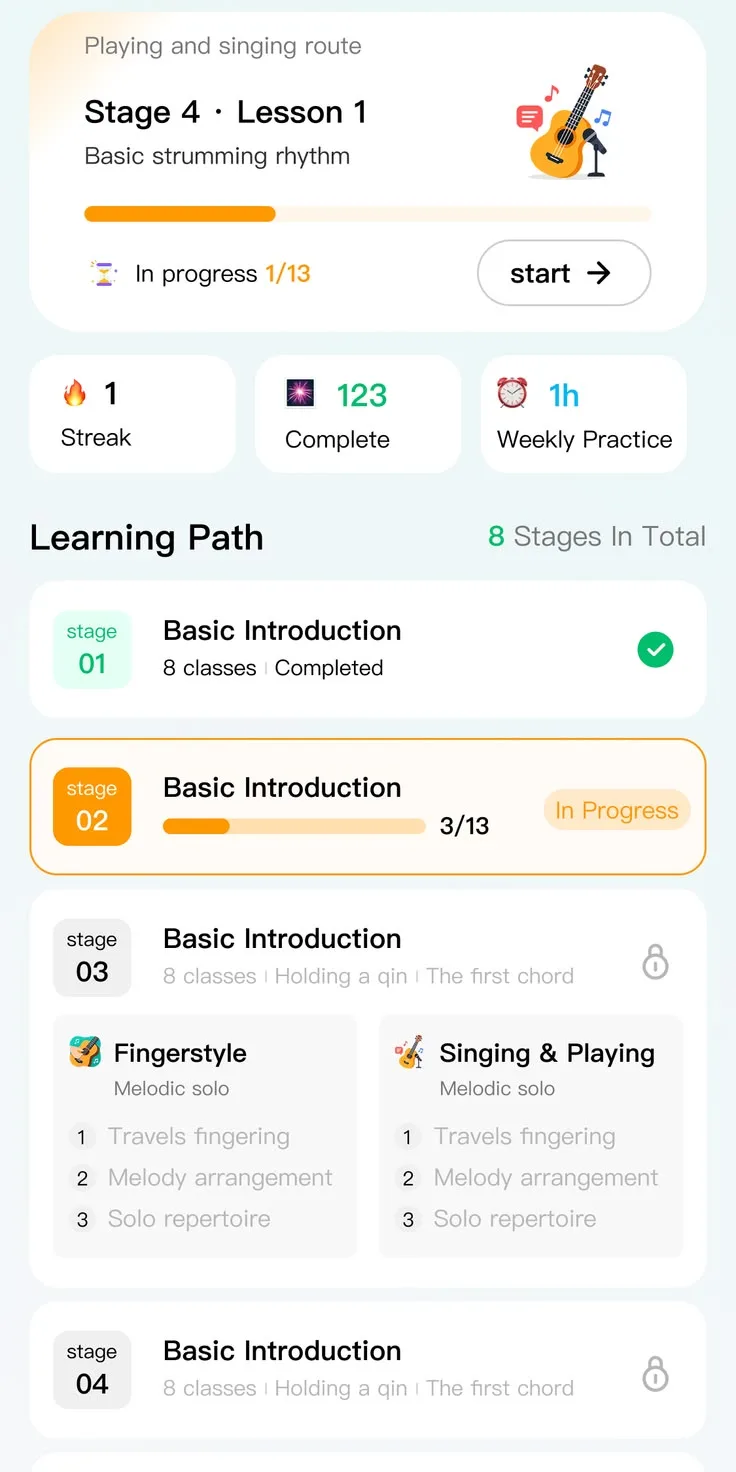 Playing and singing route
Stage 4 · Lesson 1
Basic strumming rhythm
In progress 1/13
start →
1
Streak
123
Complete
1h
Weekly Practice
Learning Path
8 Stages In Total
stage
01
Basic Introduction
8 classes | Completed
stage
02
Basic Introduction
3/13
In Progress
stage
03
Basic Introduction
8 classes | Holding a qin | The first chord
Fingerstyle
Melodic solo
1 Travels fingering
2 Melody arrangement
3 Solo repertoire
Singing & Playing
Melodic solo
1 Travels fingering
2 Melody arrangement
3 Solo repertoire
stage
04
Basic Introduction
8 classes | Holding a qin | The first chord